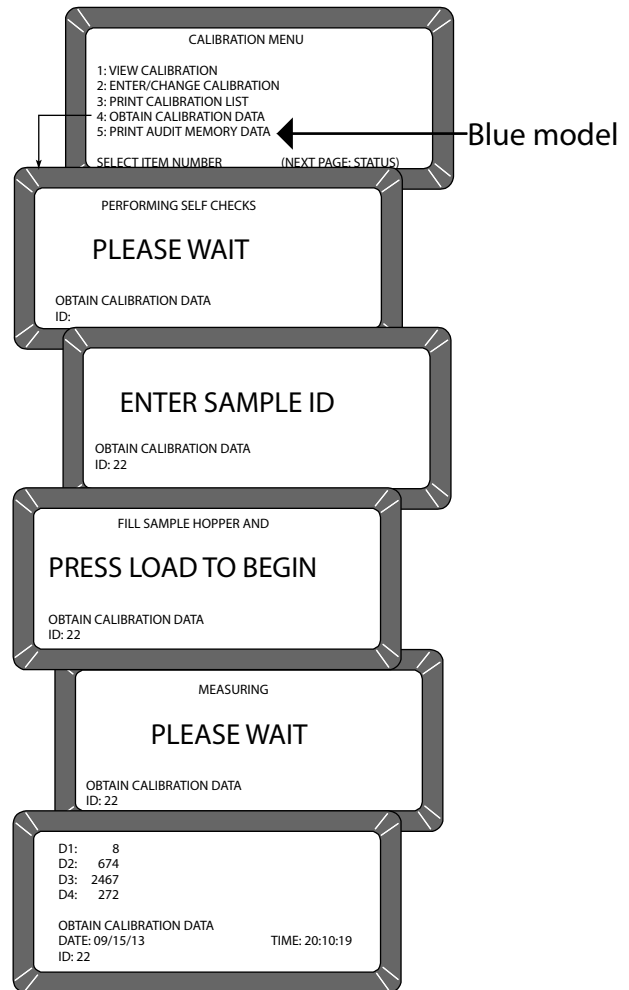 CALIBRATION MENU
1: VIEW CALIBRATION
2: ENTER/CHANGE CALIBRATION
3: PRINT CALIBRATION LIST
4: OBTAIN CALIBRATION DATA
5: PRINT AUDIT MEMORY DATA
Blue model
SELECT ITEM NUMBER (NEXT PAGE: STATUS)
PERFORMING SELF CHECKS
PLEASE WAIT
OBTAIN CALIBRATION DATA
ID:
ENTER SAMPLE ID
OBTAIN CALIBRATION DATA
ID: 22
FILL SAMPLE HOPPER AND
PRESS LOAD TO BEGIN
OBTAIN CALIBRATION DATA
ID: 22
MEASURING
PLEASE WAIT
OBTAIN CALIBRATION DATA
ID: 22
D1: 8
D2: 674
D3: 2467
D4: 272
OBTAIN CALIBRATION DATA
DATE: 09/15/13 TIME: 20:10:19
ID: 22